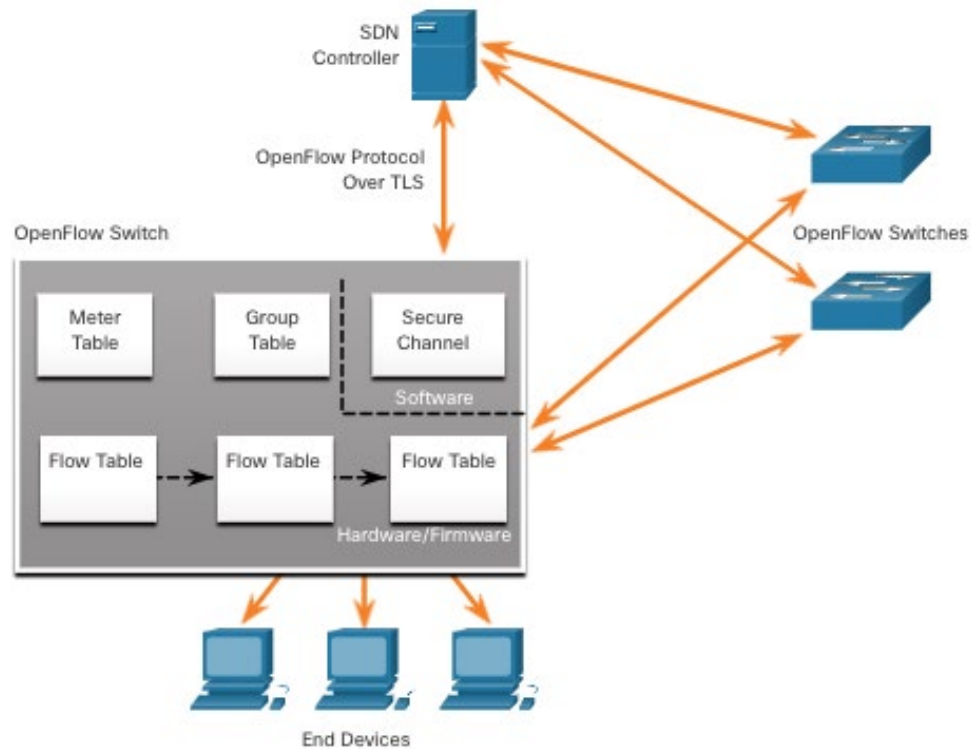 SDN
Controller
OpenFlow Protocol
Over TLS
OpenFlow Switch
OpenFlow Switches
Meter
Table
Group
Table
Secure
Channel
Software
Flow Table
Flow Table
Flow Table
Hardware/Firmware
End Devices